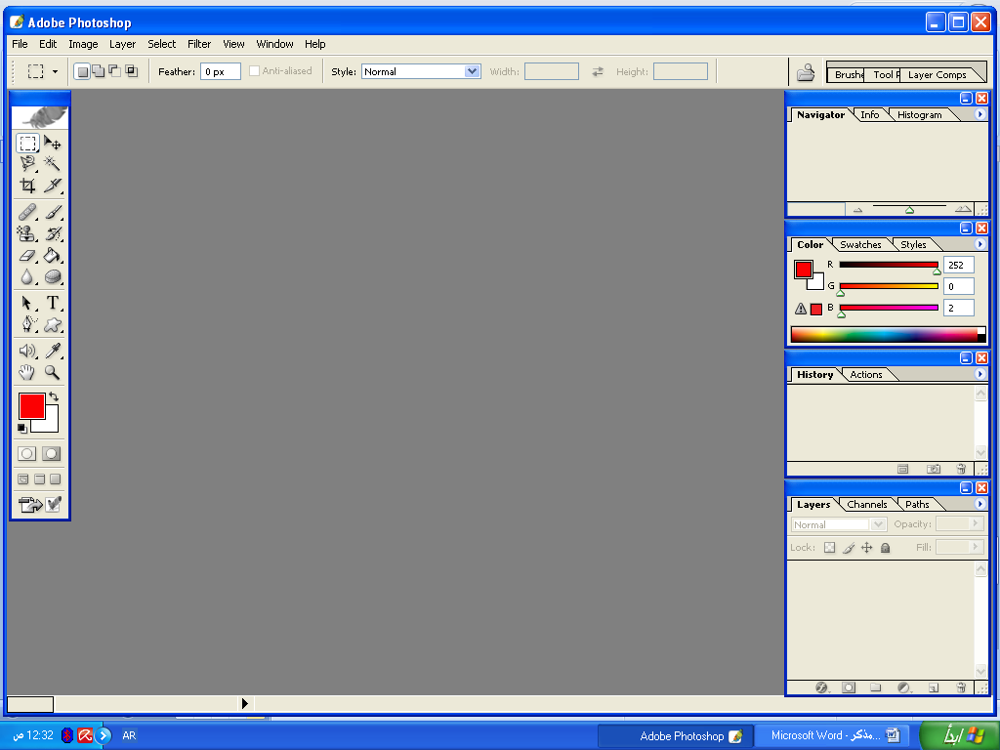 Adobe Photoshop
File Edit Image Layer Select Filter View Window Help
Feather: 0 px Anti-aliased Style: Normal Width: Height: Brushe Tool P Layer Comps
Navigator Info Histogram
Color Swatches Styles
R 252
G 0
B 2
History Actions
Layers Channels Paths
Normal Opacity:
Lock: Fill:
T
12:32 ص AR Adobe Photoshop Microsoft Word - مذكر... ابدأ